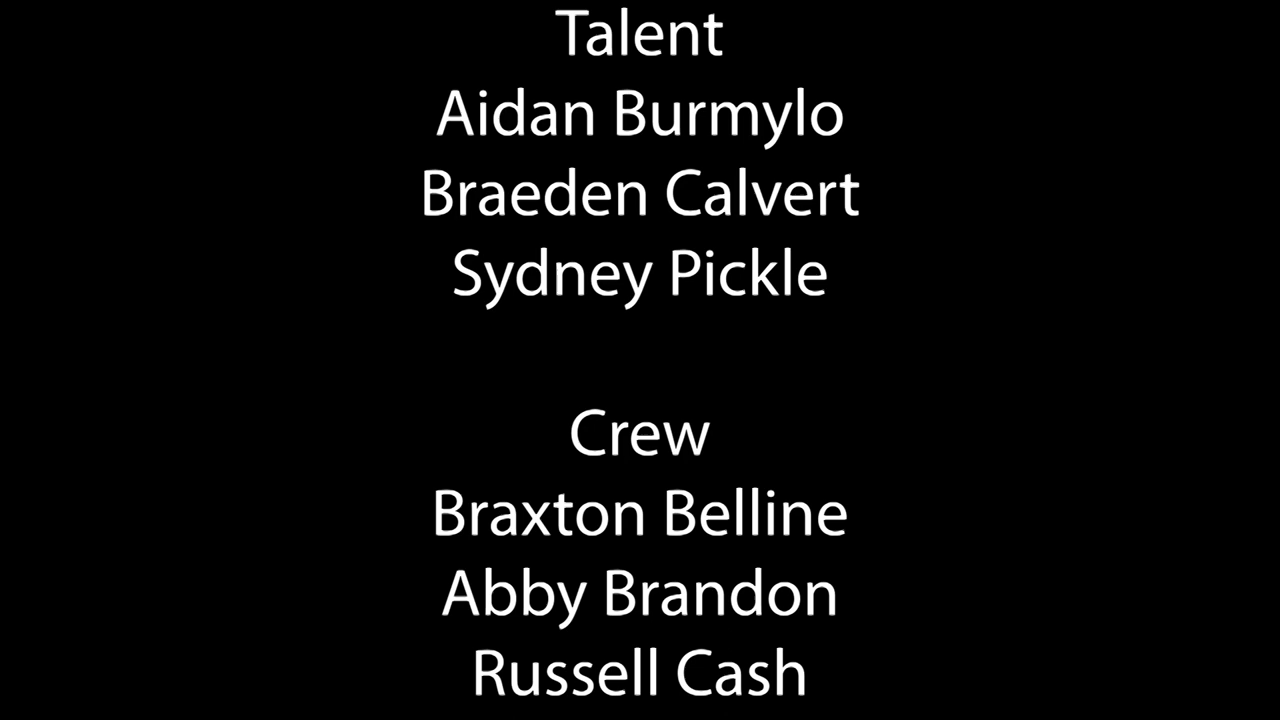 Talent
Aidan Burmylo
Braeden Calvert
Sydney Pickle
Crew
Braxton Belline
Abby Brandon
Russell Cash